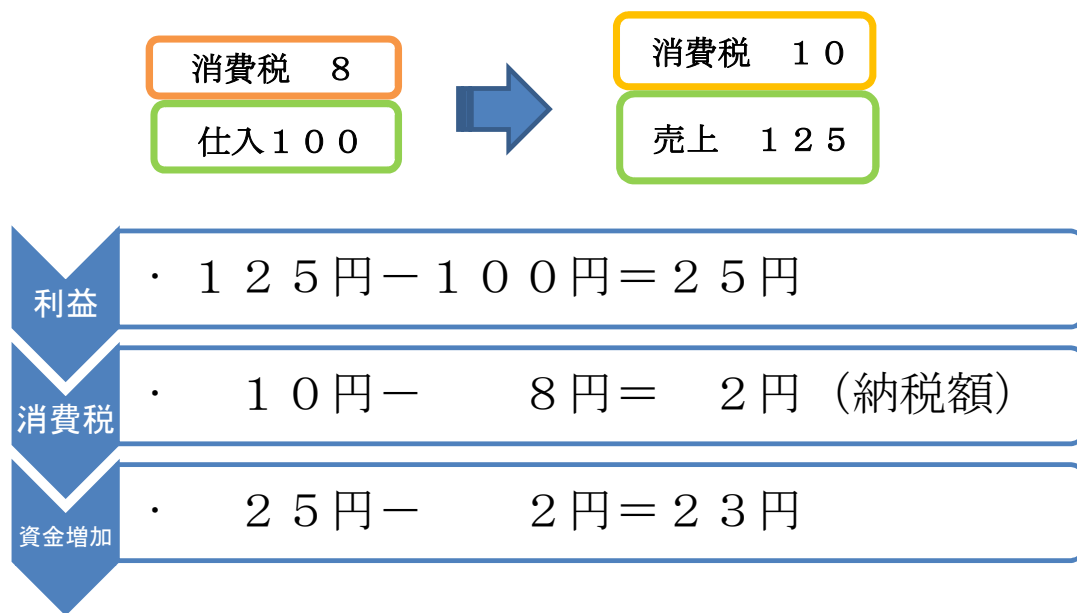 消費税　８
仕入１００
消費税　１０
売上　１２５
利益
・１２５円－１００円＝２５円
消費税
・　１０円－　　８円＝　２円（納税額）
資金増加
・　２５円－　　２円＝２３円